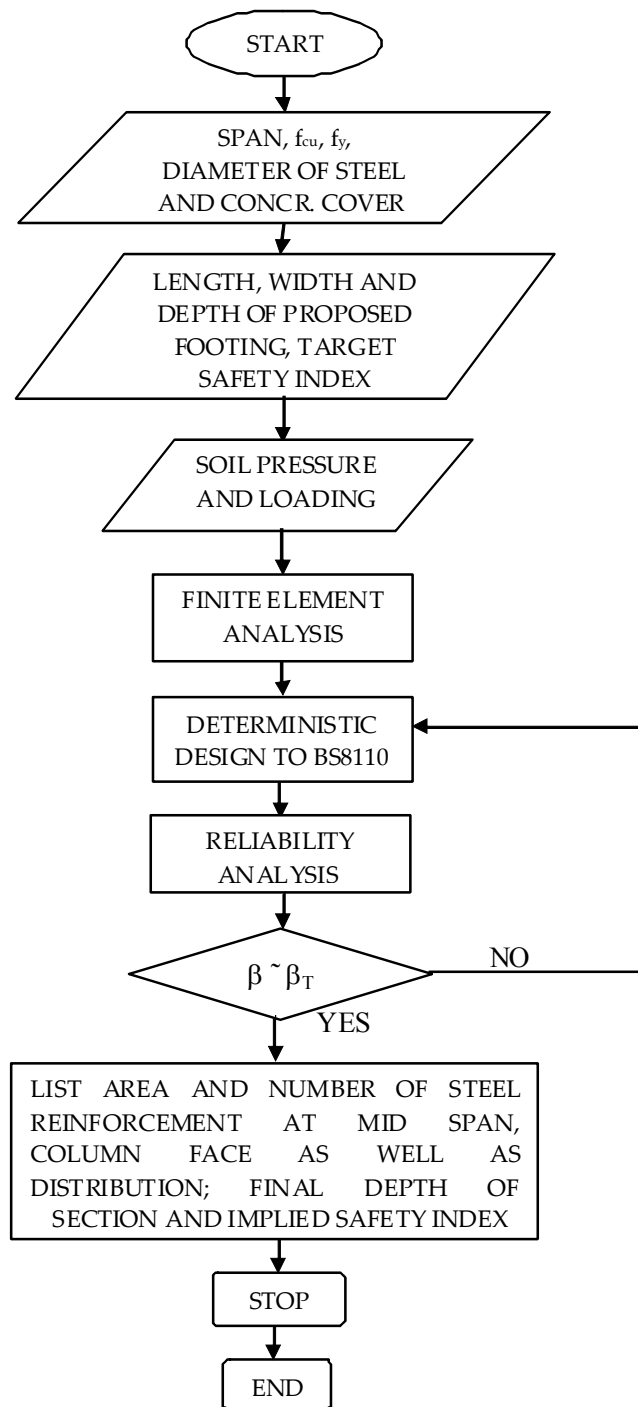 START
SPAN, fcu, fy,
DIAMETER OF STEEL
AND CONCR. COVER
LENGTH, WIDTH AND
DEPTH OF PROPOSED
FOOTING, TARGET
SAFETY INDEX
SOIL PRESSURE
AND LOADING
FINITE ELEMENT
ANALYSIS
DETERMINISTIC
DESIGN TO BS8110
RELIABILITY
ANALYSIS
β ~ βT
NO
YES
LIST AREA AND NUMBER OF STEEL
REINFORCEMENT AT MID SPAN,
COLUMN FACE AS WELL AS
DISTRIBUTION; FINAL DEPTH OF
SECTION AND IMPLIED SAFETY INDEX
STOP
END